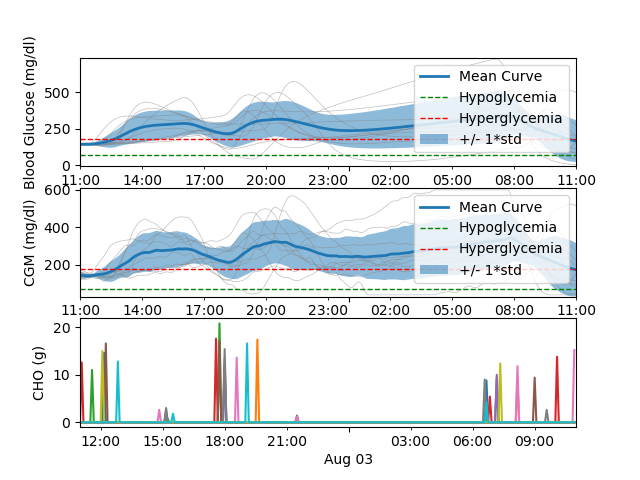 Blood Glucose (mg/dl)
500
250
0
Mean Curve
Hypoglycemia
Hyperglycemia
+/- 1*std
11:00 14:00 17:00 20:00 23:00 02:00 05:00 08:00 11:00
CGM (mg/dl)
600
400
200
Mean Curve
Hypoglycemia
Hyperglycemia
+/- 1*std
11:00 14:00 17:00 20:00 23:00 02:00 05:00 08:00 11:00
CHO (g)
20
10
0
12:00 15:00 18:00 21:00 03:00 06:00 09:00
Aug 03